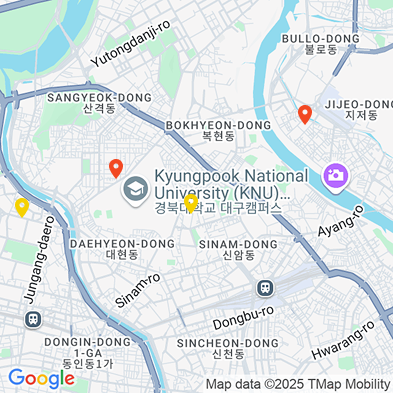 Yutongdanji-ro
BULLO-DONG
불로동
SANGYEOK-DONG
산격동
JIJEO-DONG
지저동
BOKHYEON-DONG
복현동
Kyungpook National
University (KNU)...
경북대학교 대구캠퍼스
Ayang-ro
Jungang-daero
DAEHYEON-DONG
대현동
SINAM-DONG
신암동
Sinam-ro
Dongbu-ro
Hwarang-ro
DONGIN-DONG
1-GA
동인동1가
SINCHEON-DONG
신천동
Google
Map data ©2025 TMap Mobility